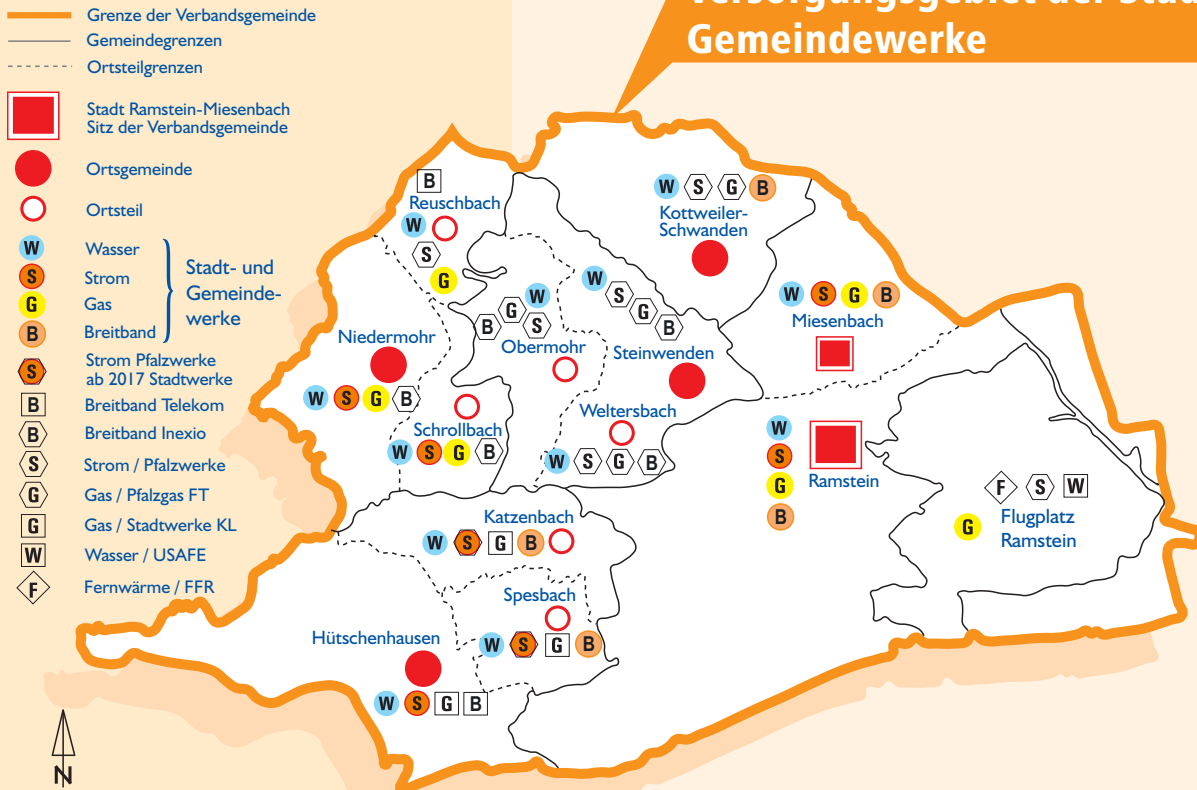 Versorgungsgebiet der Stadt
Gemeindewerke
Grenze der Verbandsgemeinde
Gemeindegrenzen
Ortsteilgrenzen
Stadt Ramstein-Miesenbach
Sitz der Verbandsgemeinde
Ortsgemeinde
Ortsteil
W Wasser
S Strom
G Gas
B Breitband
Stadt- und
Gemeinde-
werke
S Strom Pfalzwerke
ab 2017 Stadtwerke
B Breitband Telekom
B Breitband Inexio
S Strom / Pfalzwerke
G Gas / Pfalzgas FT
G Gas / Stadtwerke KL
W Wasser / USAFE
F Fernwärme / FFR
N
B
Reuschbach
W
S
G
W S G B
Kottweiler-
Schwanden
W S G B
Miesenbach
W
S
G
B
Steinwenden
W
G
B S
Obermohr
Niedermohr
W S G B
Schrollbach
W S G B
Weltersbach
W S G B
W
S
G
B
Ramstein
F S W
G
Flugplatz
Ramstein
Katzenbach
W S G B
Spesbach
W S G B
Hütschenhausen
W S G B